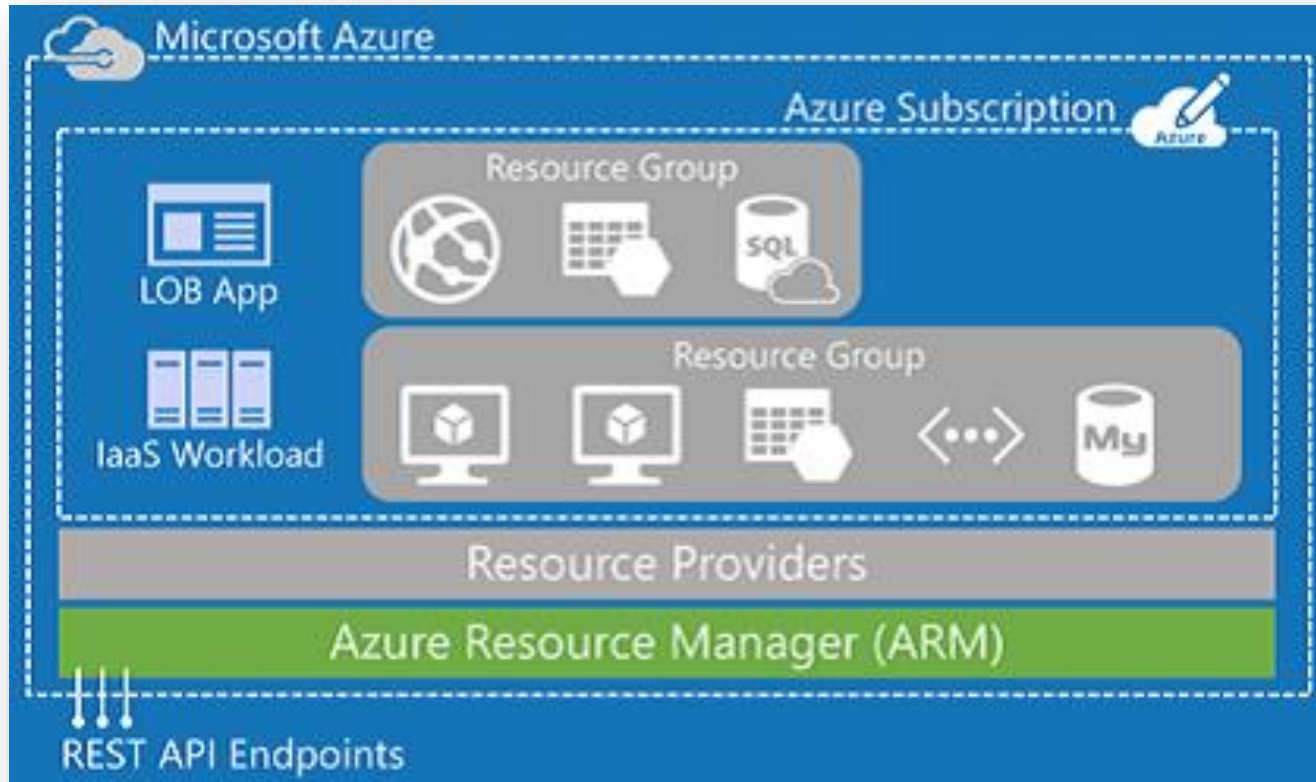 Microsoft Azure
Azure Subscription
Azure
Resource Group
SQL
LOB App
Resource Group
My
IaaS Workload
Resource Providers
Azure Resource Manager (ARM)
REST API Endpoints